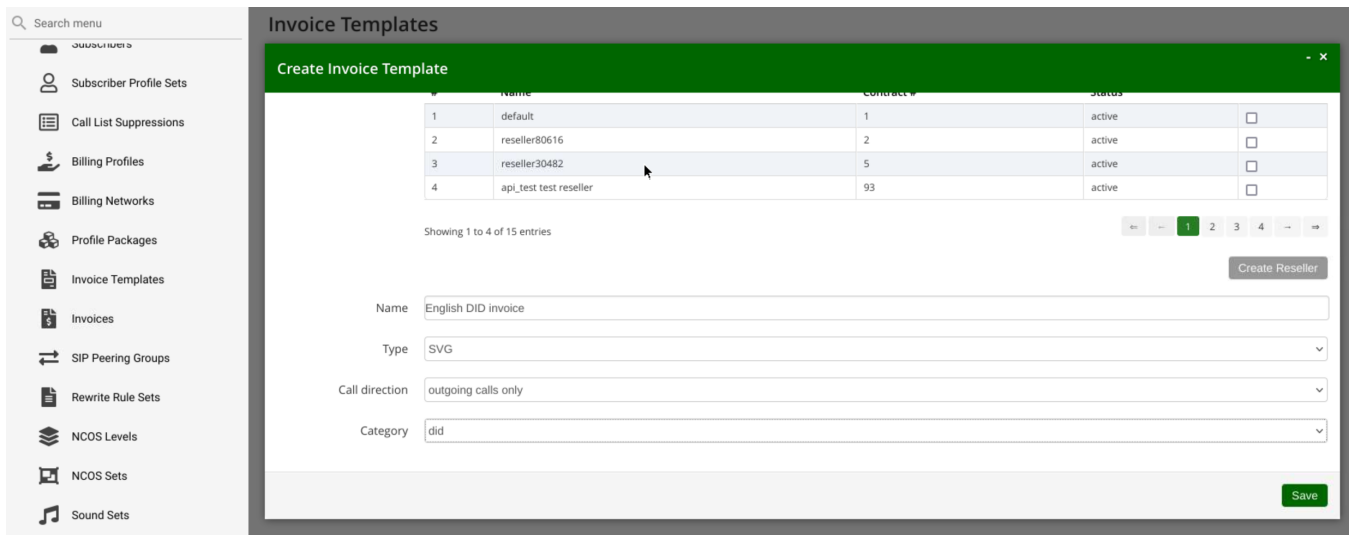 Search menu
Subscribers
Subscriber Profile Sets
Call List Suppressions
Billing Profiles
Billing Networks
Profile Packages
Invoice Templates
Invoices
SIP Peering Groups
Rewrite Rule Sets
NCOS Levels
NCOS Sets
Sound Sets
Invoice Templates
Create Invoice Template
- ×
# Name Contract # Status
1 default 1 active
2 reseller80616 2 active
3 reseller30482 5 active
4 api_test test reseller 93 active
Showing 1 to 4 of 15 entries
⇐ ← 1 2 3 4 → ⇒
Create Reseller
Name English DID invoice
Type SVG
Call direction outgoing calls only
Category did
Save